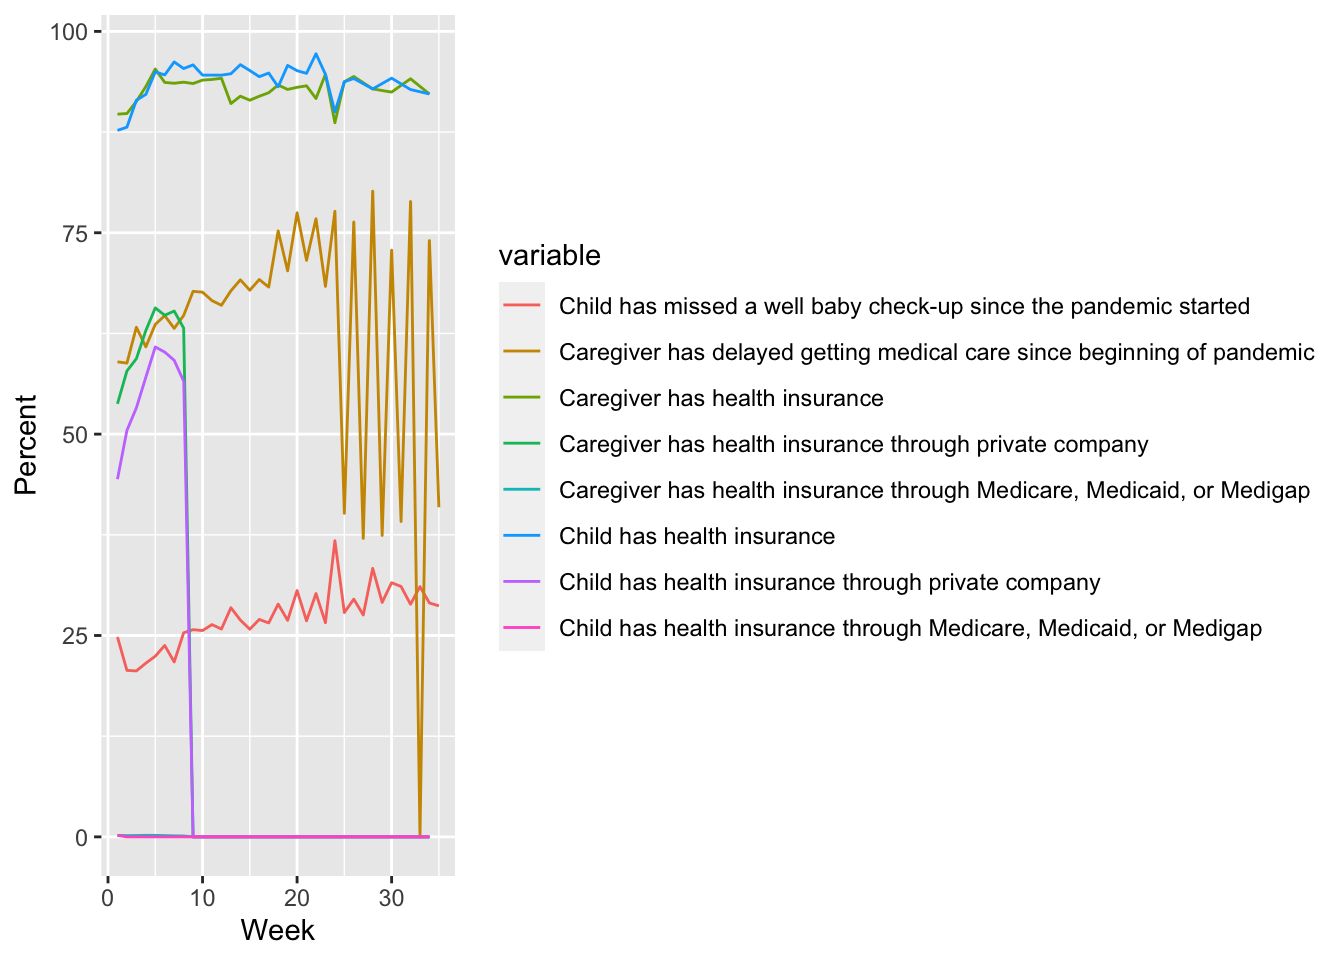 100
75
50
25
0
Percent
0 10 20 30
Week
variable
Child has missed a well baby check-up since the pandemic started
Caregiver has delayed getting medical care since beginning of pandemic
Caregiver has health insurance
Caregiver has health insurance through private company
Caregiver has health insurance through Medicare, Medicaid, or Medigap
Child has health insurance
Child has health insurance through private company
Child has health insurance through Medicare, Medicaid, or Medigap